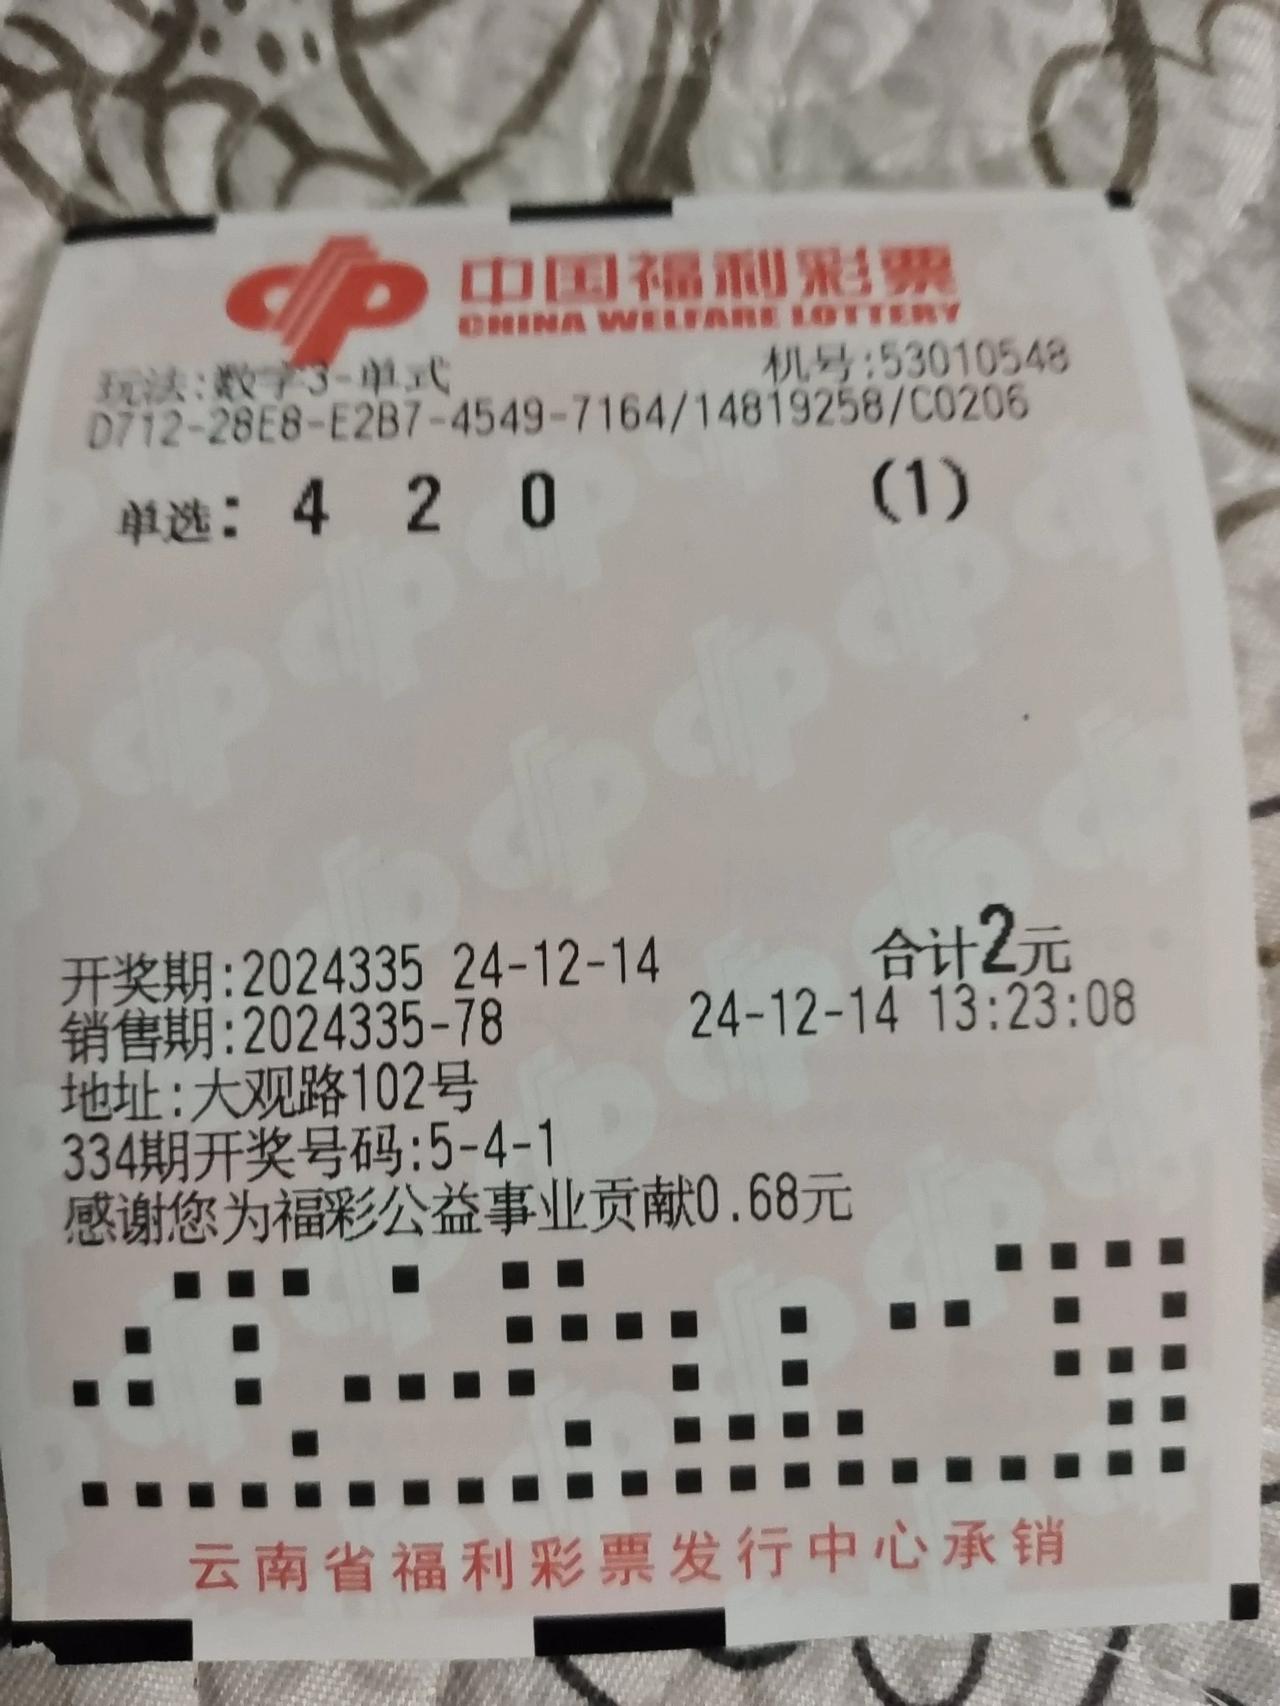 中国福利彩票
CHINA WELFARE LOTTERY
玩法:数字3-单式 机号:53010548
D712-28E8-E2B7-4549-7164/14819258/C0206
单选: 4 2 0 (1)
开奖期:2024335 24-12-14 合计2元
销售期:2024335-78 24-12-14 13:23:08
地址:大观路102号
334期开奖号码:5-4-1
感谢您为福彩公益事业贡献0.68元
云南省福利彩票发行中心承销